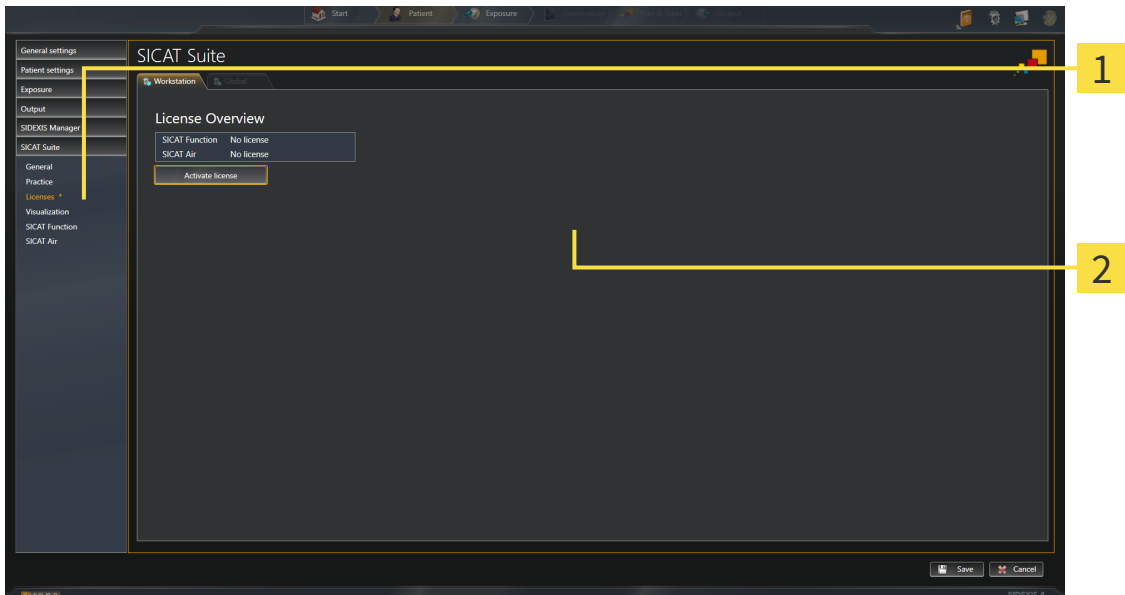 Start
Patient
Exposure
General settings
Patient settings
Exposure
Output
SIDEXIS Manager
SICAT Suite
General
Practice
Licenses *
Visualization
SICAT Function
SICAT Air
SICAT Suite
Workstation
Global
License Overview
SICAT Function No license
SICAT Air No license
Activate license
1
2
Save
Cancel